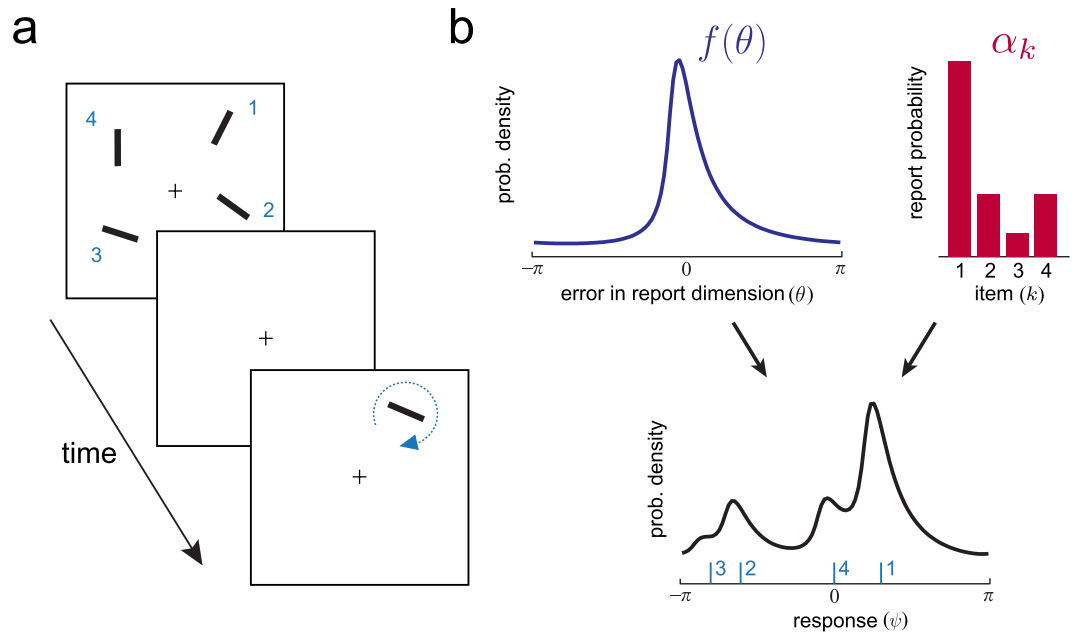 a
4
1
+
2
3
+
+
time
b
f(θ)
prob. density
−π
0
π
error in report dimension (θ)
αₖ
report probability
1 2 3 4
item (k)
prob. density
3 2 4 1
−π
0
π
response (ψ)